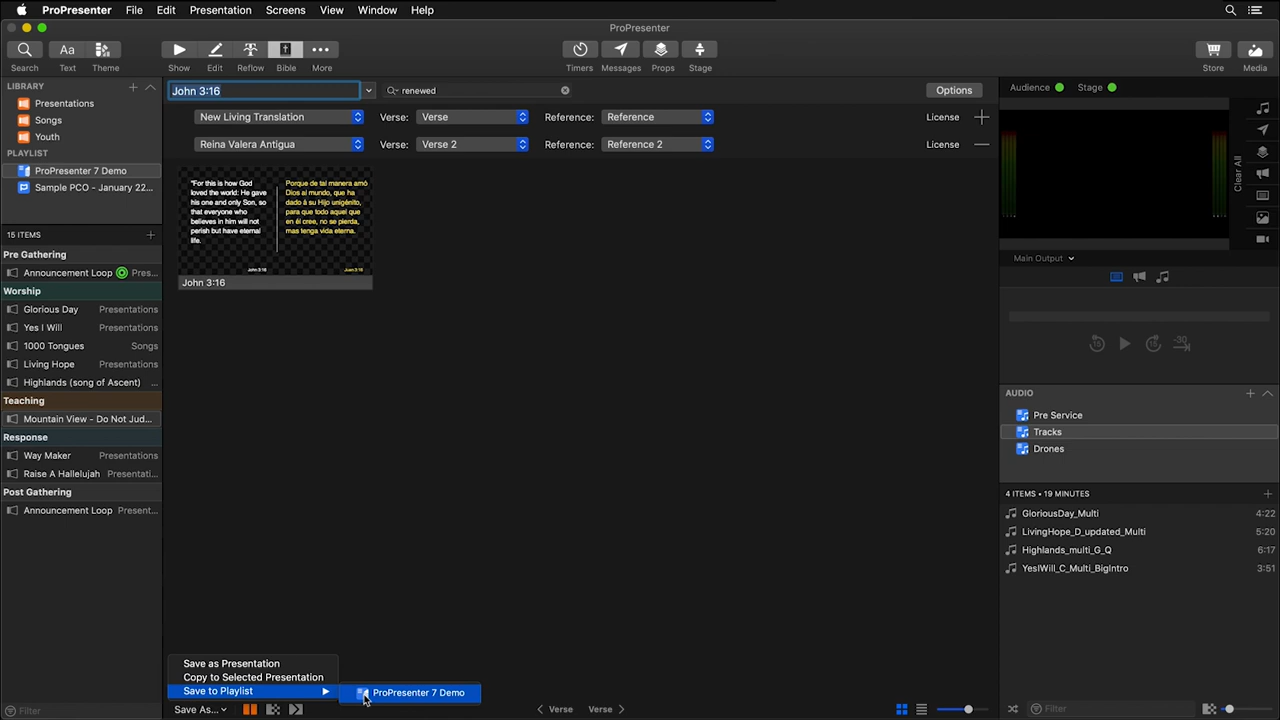 ProPresenter File Edit Presentation Screens View Window Help
ProPresenter
Search Text Theme Show Edit Reflow Bible More Timers Messages Props Stage Store Media
LIBRARY
Presentations
Songs
Youth
PLAYLIST
ProPresenter 7 Demo
Sample PCO - January 22...
15 ITEMS
Pre Gathering
Announcement Loop Pres...
Worship
Glorious Day Presentations
Yes I Will Presentations
1000 Tongues Songs
Living Hope Presentations
Highlands (song of Ascent) ...
Teaching
Mountain View - Do Not Jud...
Response
Way Maker Presentations
Raise A Hallelujah Presentati...
Post Gathering
Announcement Loop Present...
Filter
John 3:16 renewed Options
New Living Translation Verse: Verse Reference: Reference License
Reina Valera Antigua Verse: Verse 2 Reference: Reference 2 License
"For this is how God
loved the world: He gave
his one and only Son, so
that everyone who
believes in him will not
perish but have eternal
life.
John 3:16
Porque de tal manera amó
Dios al mundo, que ha
dado á su Hijo unigénito,
para que todo aquel que
en él cree, no se pierda,
mas tenga vida eterna.
Juan 3:16
John 3:16
Save as Presentation
Copy to Selected Presentation
Save to Playlist
ProPresenter 7 Demo
Save As...
Verse Verse
Audience Stage
Clear All
Main Output
15 15 -30
AUDIO
Pre Service
Tracks
Drones
4 ITEMS • 19 MINUTES
GloriousDay_Multi 4:22
LivingHope_D_updated_Multi 5:20
Highlands_multi_G_Q 6:17
YesIWill_C_Multi_BigIntro 3:51
Filter